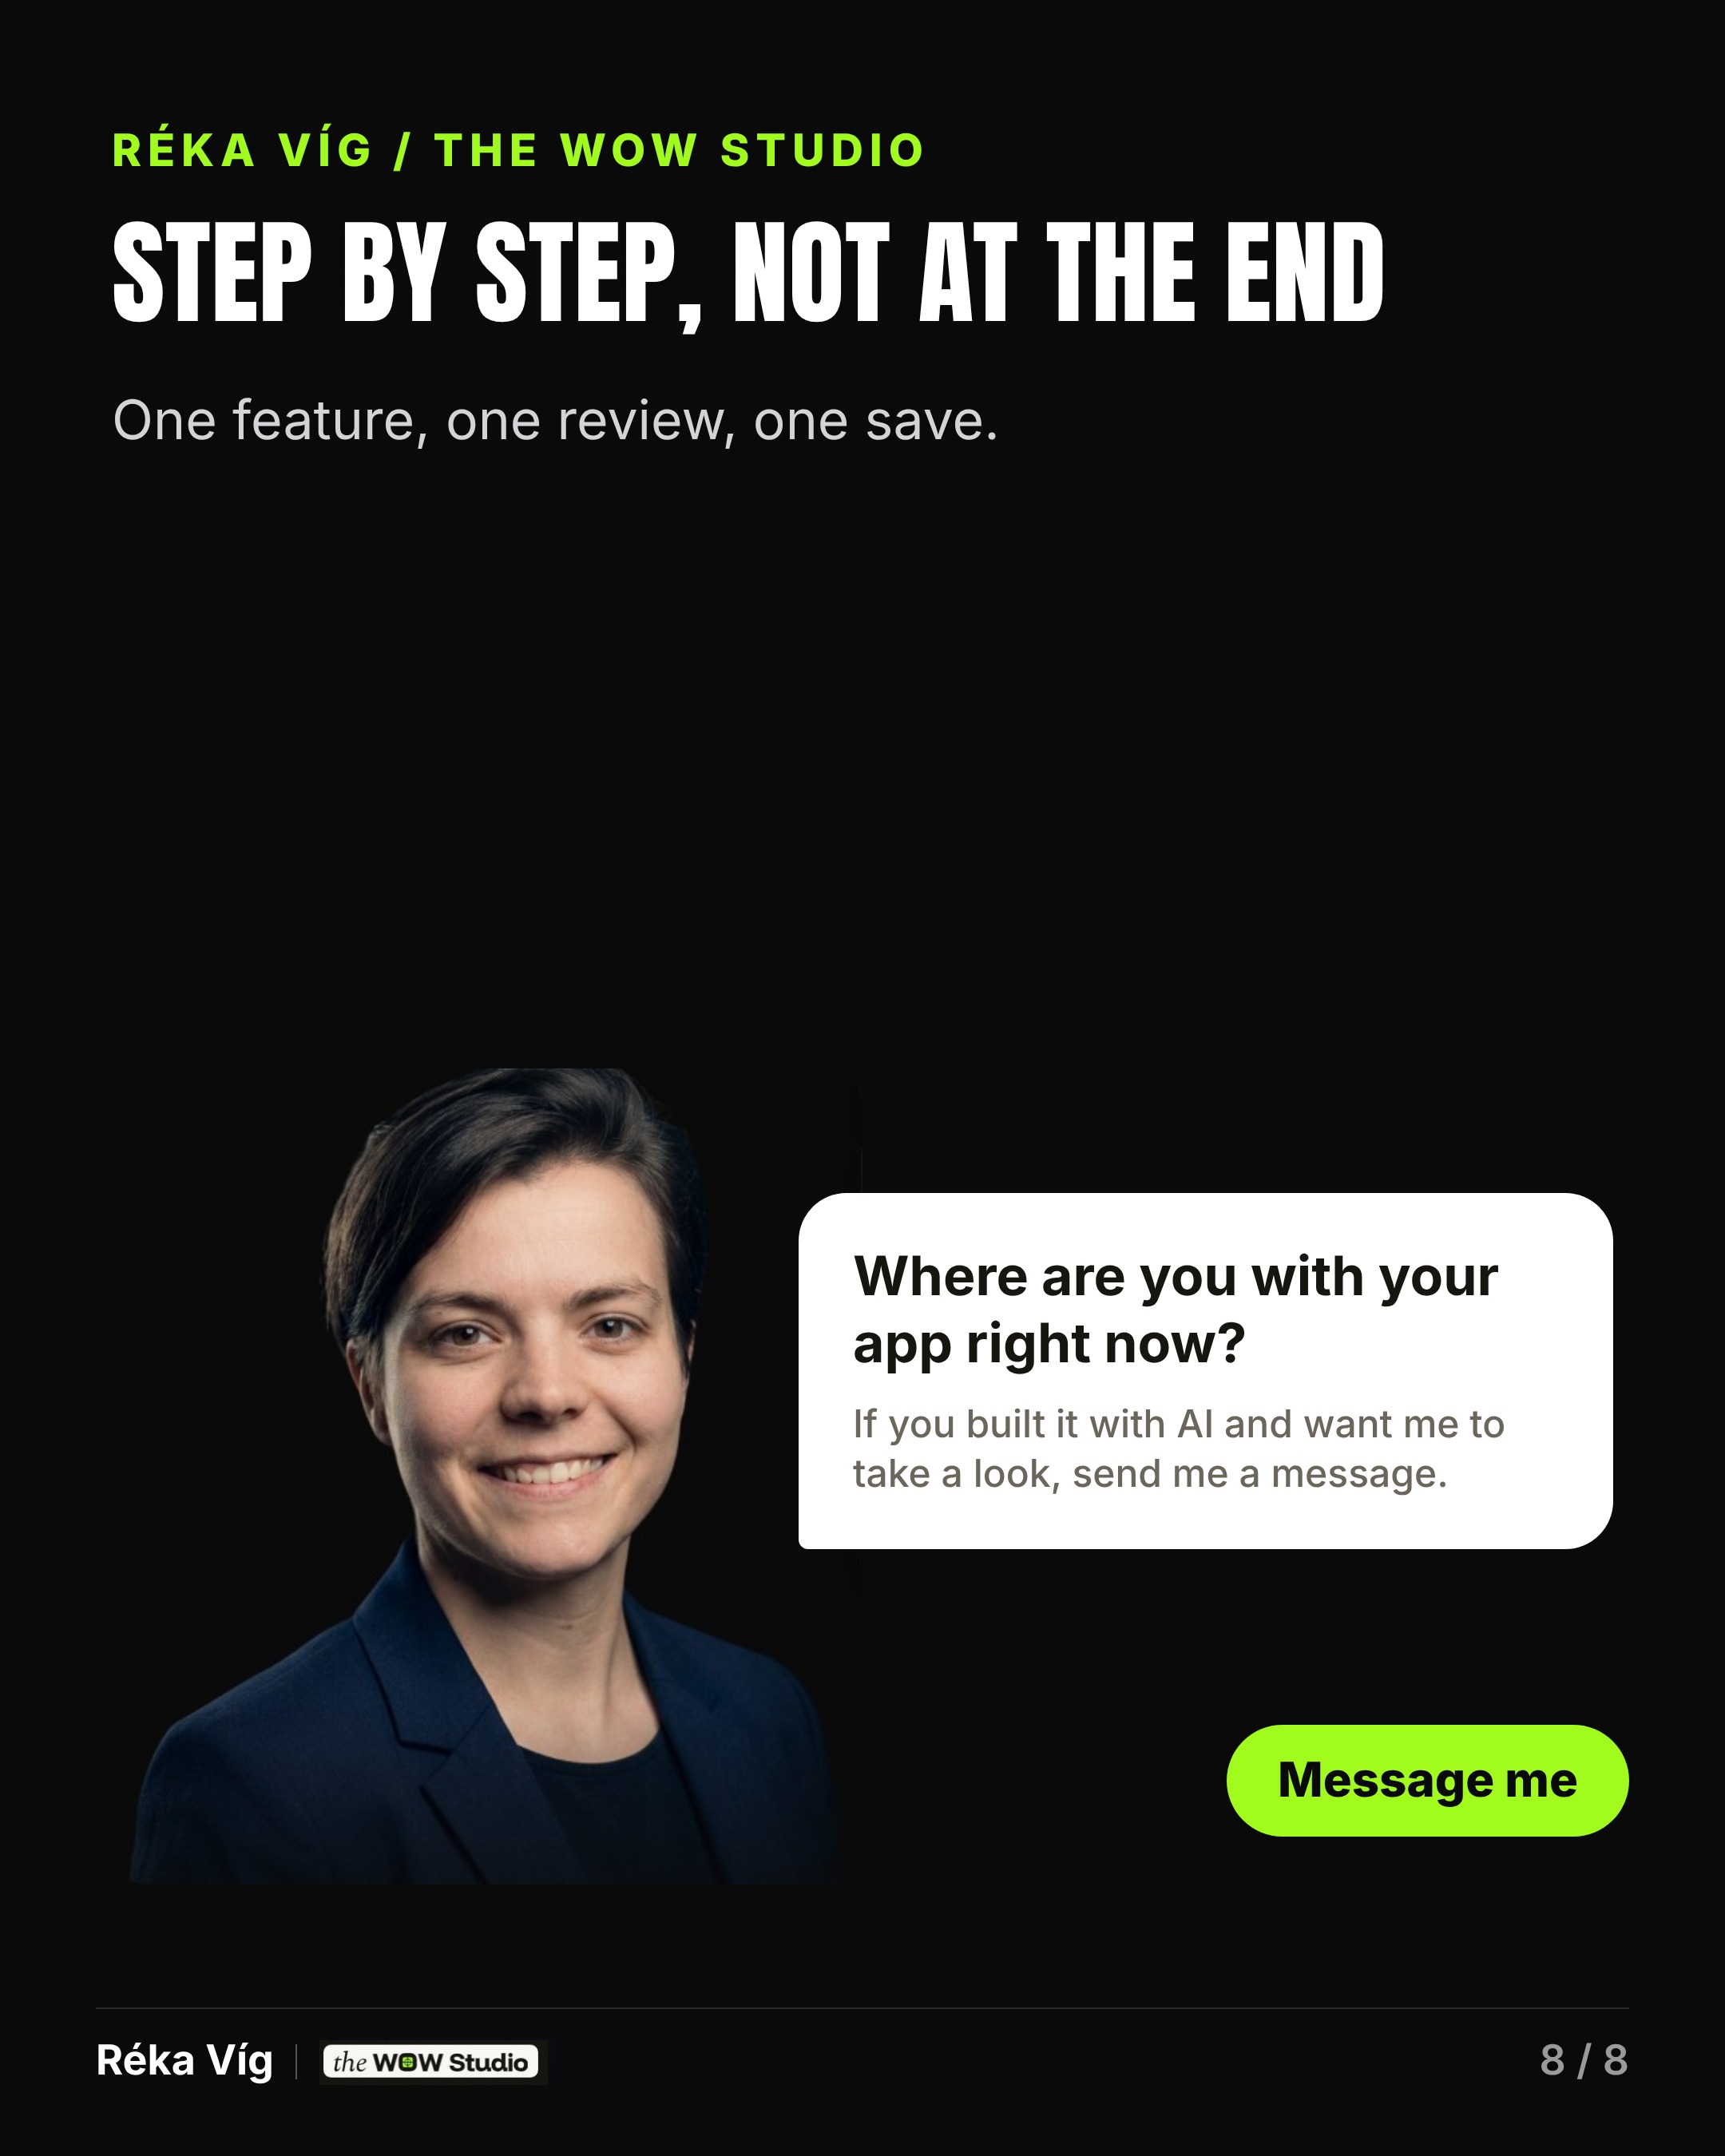 RÉKA VÍG / THE WOW STUDIO
STEP BY STEP, NOT AT THE END
One feature, one review, one save.
Where are you with your
app right now?
If you built it with AI and want me to
take a look, send me a message.
Message me
Réka Víg
the WOW Studio
8 / 8